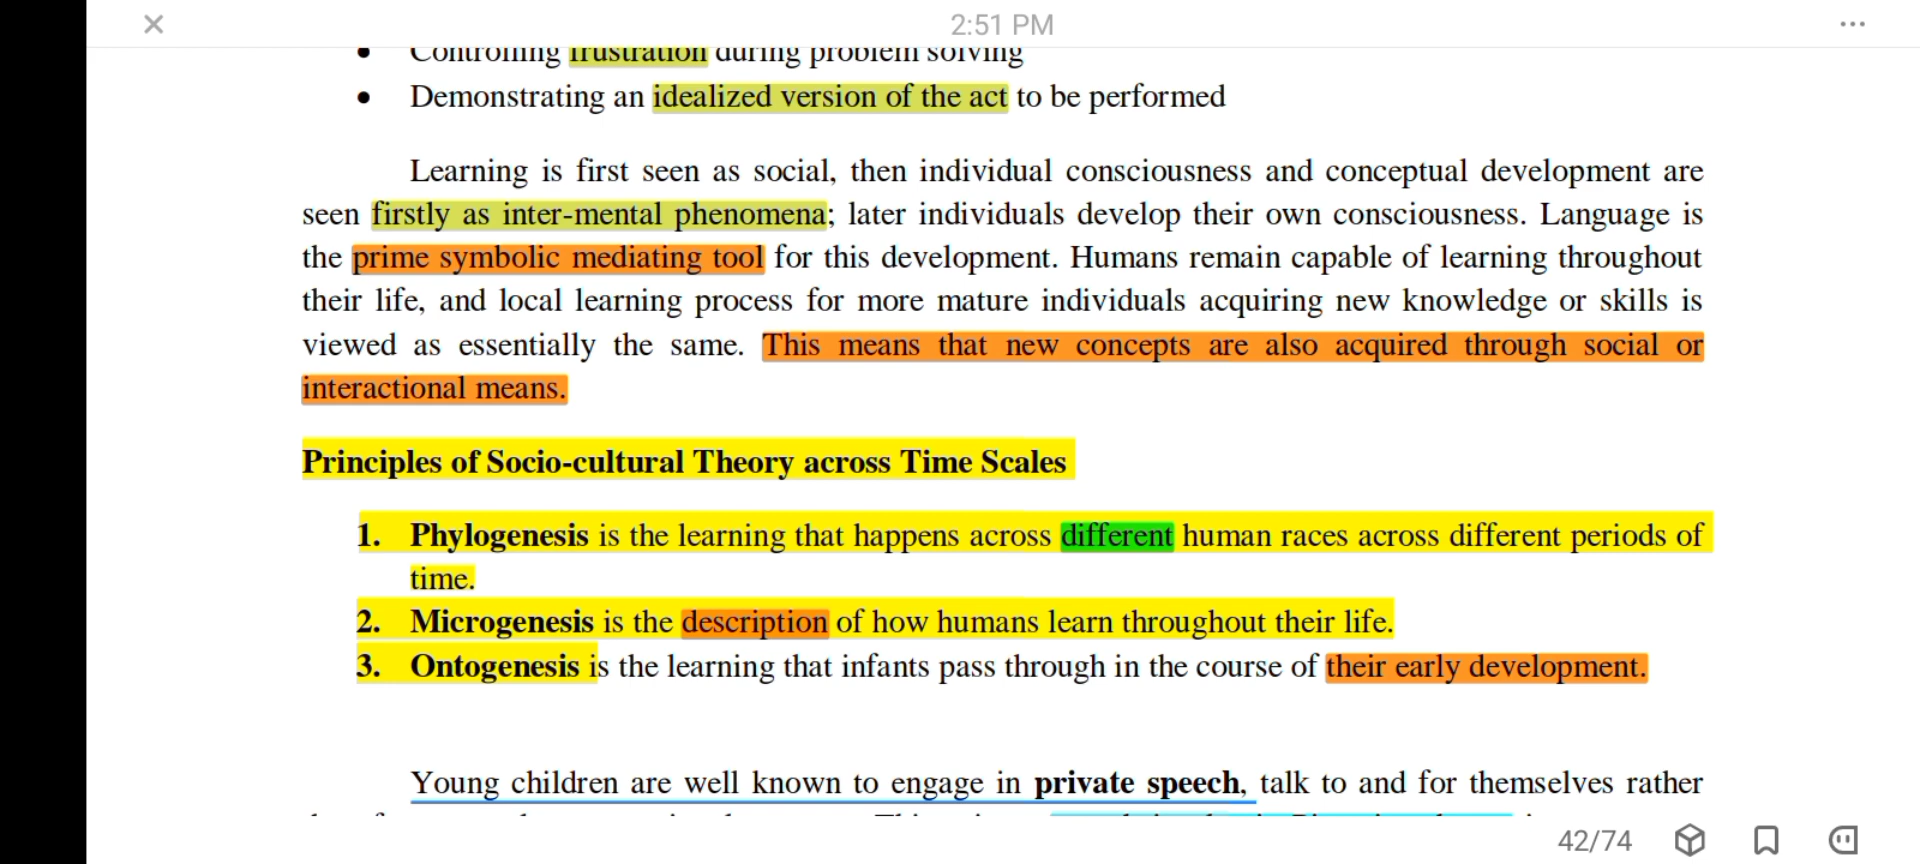 2:51 PM
• Controlling frustration during problem solving
• Demonstrating an idealized version of the act to be performed
Learning is first seen as social, then individual consciousness and conceptual development are
seen firstly as inter-mental phenomena; later individuals develop their own consciousness. Language is
the prime symbolic mediating tool for this development. Humans remain capable of learning throughout
their life, and local learning process for more mature individuals acquiring new knowledge or skills is
viewed as essentially the same. This means that new concepts are also acquired through social or
interactional means.
Principles of Socio-cultural Theory across Time Scales
1. Phylogenesis is the learning that happens across different human races across different periods of
time.
2. Microgenesis is the description of how humans learn throughout their life.
3. Ontogenesis is the learning that infants pass through in the course of their early development.
Young children are well known to engage in private speech, talk to and for themselves rather
42/74